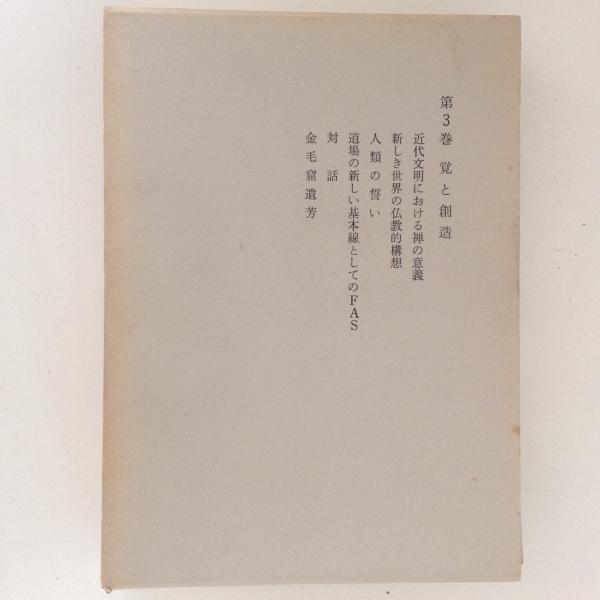 第3巻 覚と創造
近代文明における禅の意義
新しき世界の仏教的構想
人類の誓い
道場の新しい基本線としてのFAS
対話
金毛窟遺芳